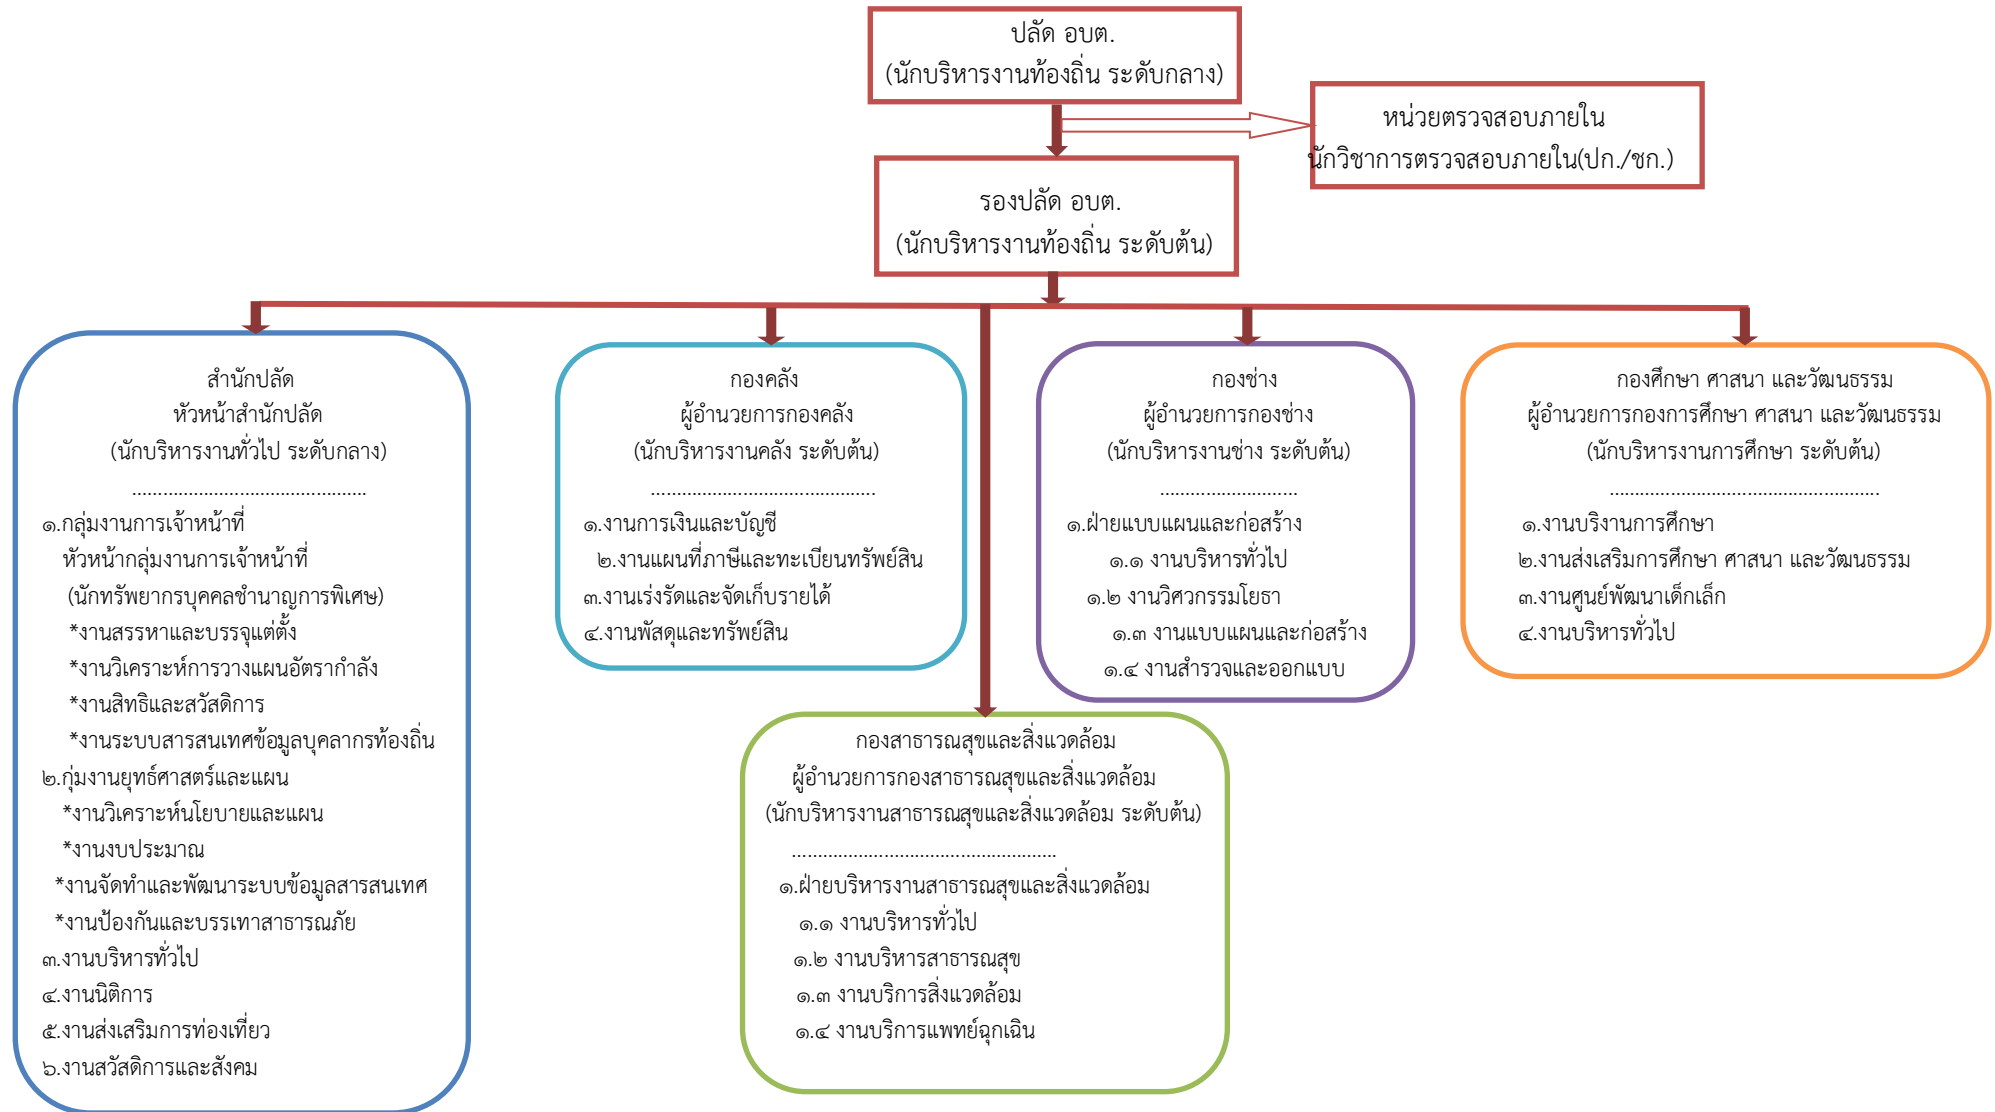 ปลัด อบต.
(นักบริหารงานท้องถิ่น ระดับกลาง)
หน่วยตรวจสอบภายใน
นักวิชาการตรวจสอบภายใน(ปก./ชก.)
รองปลัด อบต.
(นักบริหารงานท้องถิ่น ระดับต้น)
สำนักปลัด
หัวหน้าสำนักปลัด
(นักบริหารงานทั่วไป ระดับกลาง)
..............................................
๑.กลุ่มงานการเจ้าหน้าที่
หัวหน้ากลุ่มงานการเจ้าหน้าที่
(นักทรัพยากรบุคคลชำนาญการพิเศษ)
*งานสรรหาและบรรจุแต่ตั้ง
*งานวิเคราะห์การวางแผนอัตรากำลัง
*งานสิทธิและสวัสดิการ
*งานระบบสารสนเทศข้อมูลบุคลากรท้องถิ่น
๒.กุ่มงานยุทธ์ศาสตร์และแผน
*งานวิเคราะห์นโยบายและแผน
*งานงบประมาณ
*งานจัดทำและพัฒนาระบบข้อมูลสารสนเทศ
*งานป้องกันและบรรเทาสาธารณภัย
๓.งานบริหารทั่วไป
๔.งานนิติการ
๕.งานส่งเสริมการท่องเที่ยว
๖.งานสวัสดิการและสังคม
กองคลัง
ผู้อำนวยการกองคลัง
(นักบริหารงานคลัง ระดับต้น)
............................................
๑.งานการเงินและบัญชี
๒.งานแผนที่ภาษีและทะเบียนทรัพย์สิน
๓.งานเร่งรัดและจัดเก็บรายได้
๔.งานพัสดุและทรัพย์สิน
กองช่าง
ผู้อำนวยการกองช่าง
(นักบริหารงานช่าง ระดับต้น)
...........................
๑.ฝ่ายแบบแผนและก่อสร้าง
๑.๑ งานบริหารทั่วไป
๑.๒ งานวิศวกรรมโยธา
๑.๓ งานแบบแผนและก่อสร้าง
๑.๔ งานสำรวจและออกแบบ
กองศึกษา ศาสนา และวัฒนธรรม
ผู้อำนวยการกองการศึกษา ศาสนา และวัฒนธรรม
(นักบริหารงานการศึกษา ระดับต้น)
.....................................................
๑.งานบริงานการศึกษา
๒.งานส่งเสริมการศึกษา ศาสนา และวัฒนธรรม
๓.งานศูนย์พัฒนาเด็กเล็ก
๔.งานบริหารทั่วไป
กองสาธารณสุขและสิ่งแวดล้อม
ผู้อำนวยการกองสาธารณสุขและสิ่งแวดล้อม
(นักบริหารงานสาธารณสุขและสิ่งแวดล้อม ระดับต้น)
....................................................
๑.ฝ่ายบริหารงานสาธารณสุขและสิ่งแวดล้อม
๑.๑ งานบริหารทั่วไป
๑.๒ งานบริหารสาธารณสุข
๑.๓ งานบริการสิ่งแวดล้อม
๑.๔ งานบริการแพทย์ฉุกเฉิน